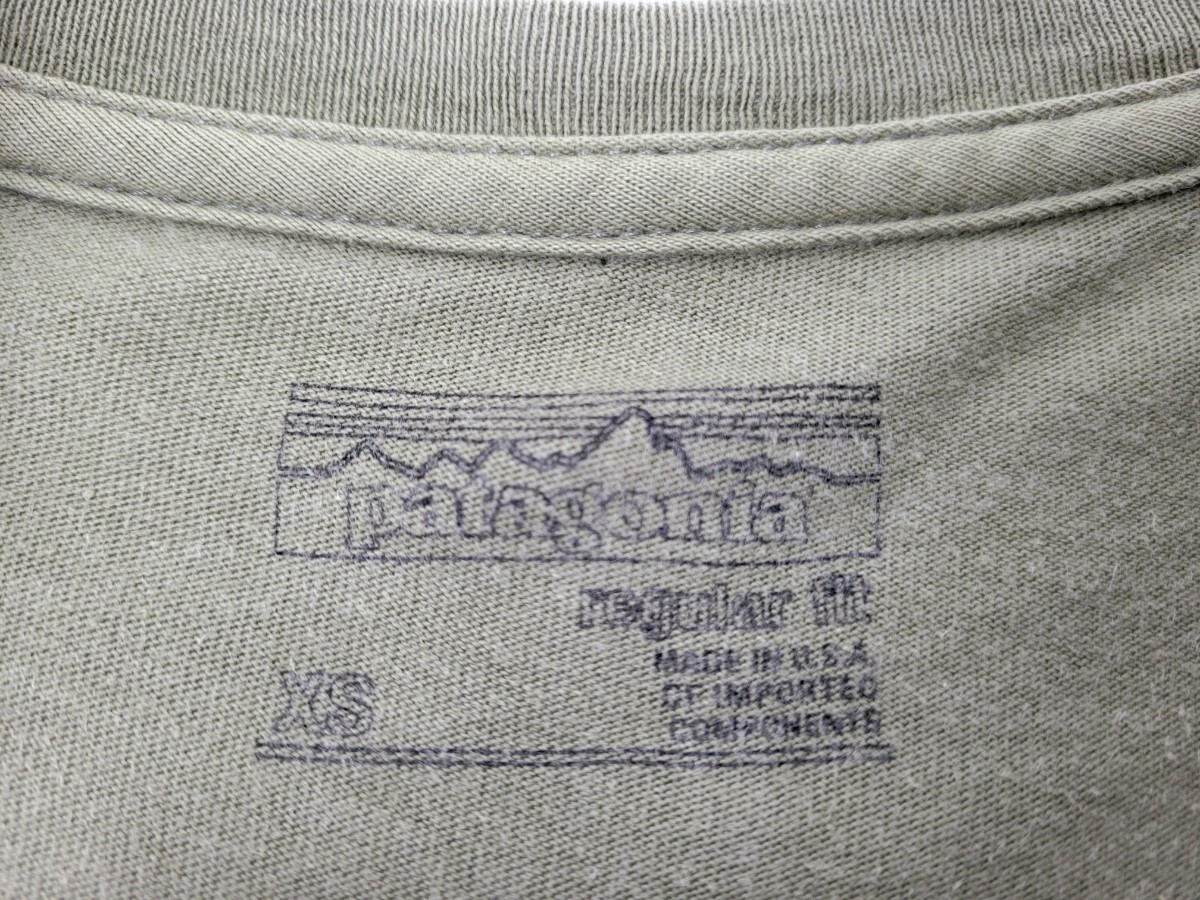 patagonia
regular fit
MADE IN U.S.A.
OF IMPORTED
COMPONENTS
XS